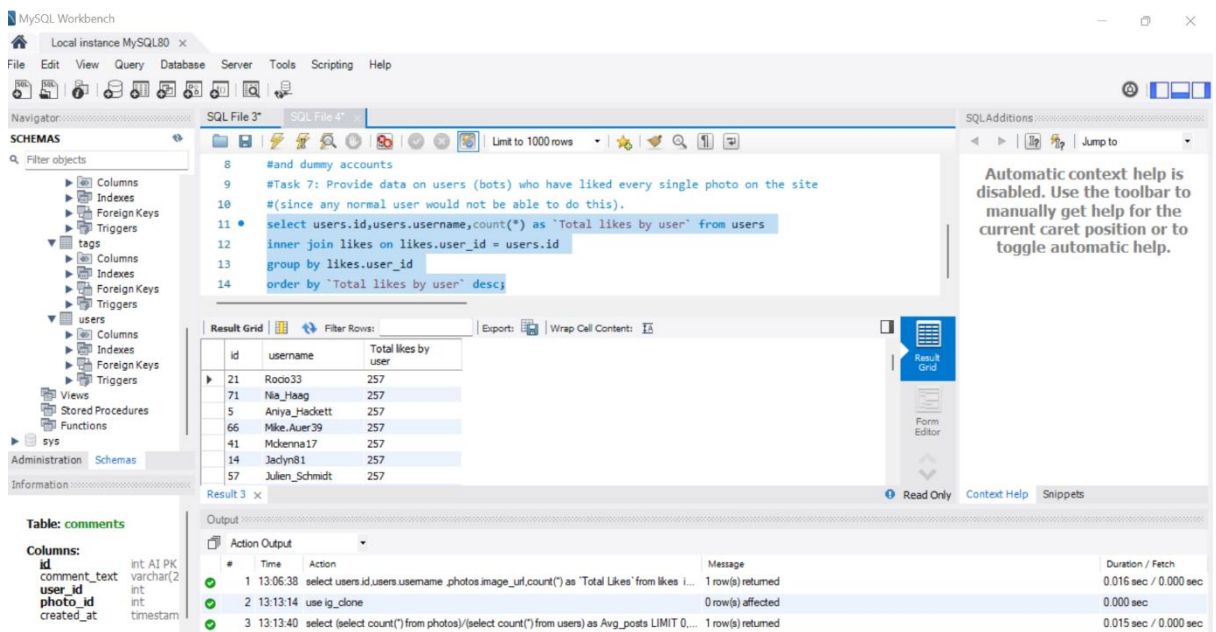 MySQL Workbench
Local instance MySQL80 ×
File Edit View Query Database Server Tools Scripting Help
Navigator
SCHEMAS
Filter objects
Columns
Indexes
Foreign Keys
Triggers
tags
Columns
Indexes
Foreign Keys
Triggers
users
Columns
Indexes
Foreign Keys
Triggers
Views
Stored Procedures
Functions
sys
Administration Schemas
Information
Table: comments
Columns:
id int AI PK
comment_text varchar(2
user_id int
photo_id int
created_at timestam
SQL File 3* SQL File 4* ×
Limit to 1000 rows
8 #and dummy accounts
9 #Task 7: Provide data on users (bots) who have liked every single photo on the site
10 #(since any normal user would not be able to do this).
11 select users.id,users.username,count(*) as `Total likes by user` from users
12 inner join likes on likes.user_id = users.id
13 group by likes.user_id
14 order by `Total likes by user` desc;
Result Grid Filter Rows: Export: Wrap Cell Content:
id username Total likes by user
21 Rocio33 257
71 Nia_Haag 257
5 Aniya_Hackett 257
66 Mike.Auer39 257
41 Mckenna17 257
14 Jaclyn81 257
57 Julien_Schmidt 257
Result Grid
Form Editor
Result 3 × Read Only
Output
Action Output
# Time Action Message Duration / Fetch
1 13:06:38 select users.id,users.username ,photos.image_url,count(*) as `Total Likes` from likes i... 1 row(s) returned 0.016 sec / 0.000 sec
2 13:13:14 use ig_clone 0 row(s) affected 0.000 sec
3 13:13:40 select (select count(*) from photos)/(select count(*) from users) as Avg_posts LIMIT 0,... 1 row(s) returned 0.015 sec / 0.000 sec
SQLAdditions
Jump to
Automatic context help is
disabled. Use the toolbar to
manually get help for the
current caret position or to
toggle automatic help.
Context Help Snippets